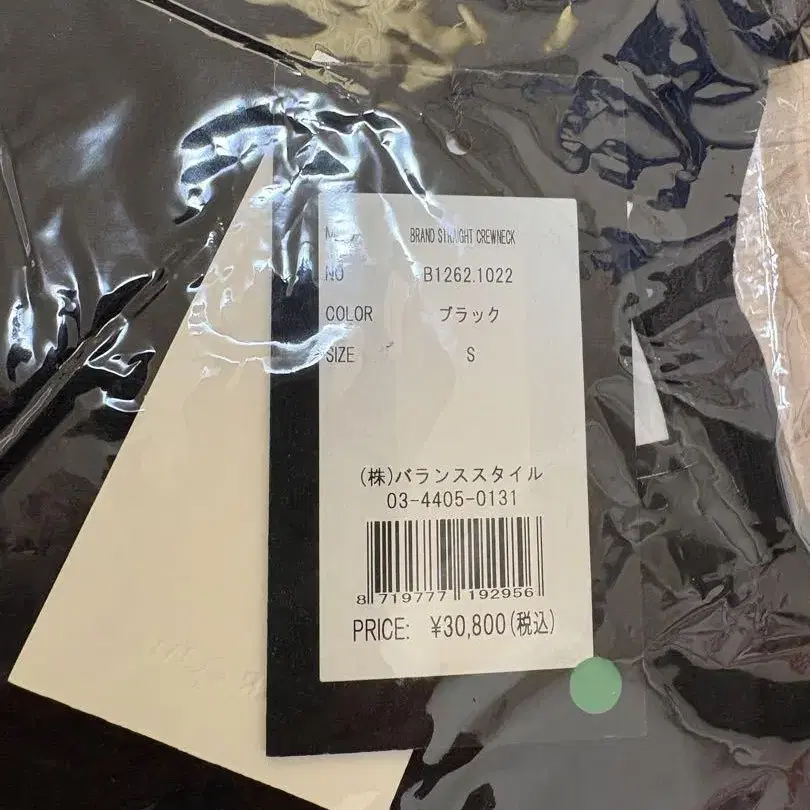 BRAND STRAIGHT CREWNECK
NO B1262.1022
COLOR ブラック
SIZE S
(株)バランススタイル
03-4405-0131
8 719777 192956
PRICE: ¥30,800(税込)